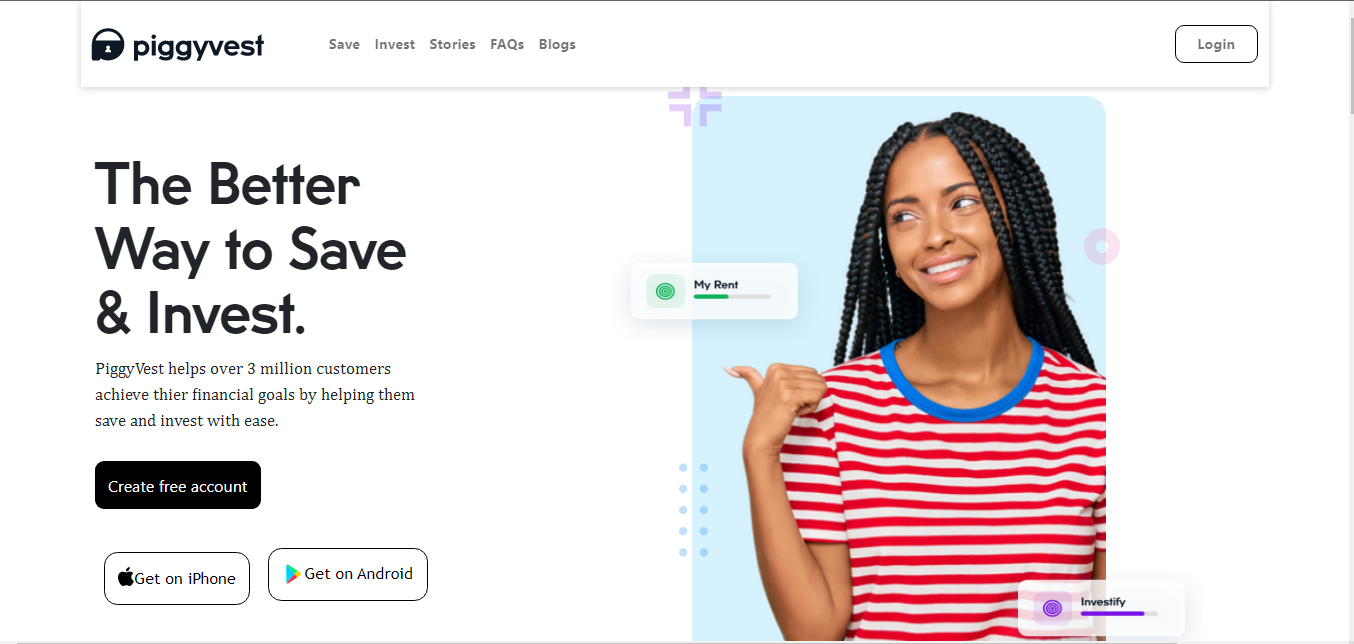 piggyvest
Save Invest Stories FAQs Blogs
Login
The Better
Way to Save
& Invest.
PiggyVest helps over 3 million customers
achieve thier financial goals by helping them
save and invest with ease.
Create free account
Get on iPhone
Get on Android
My Rent
Investify